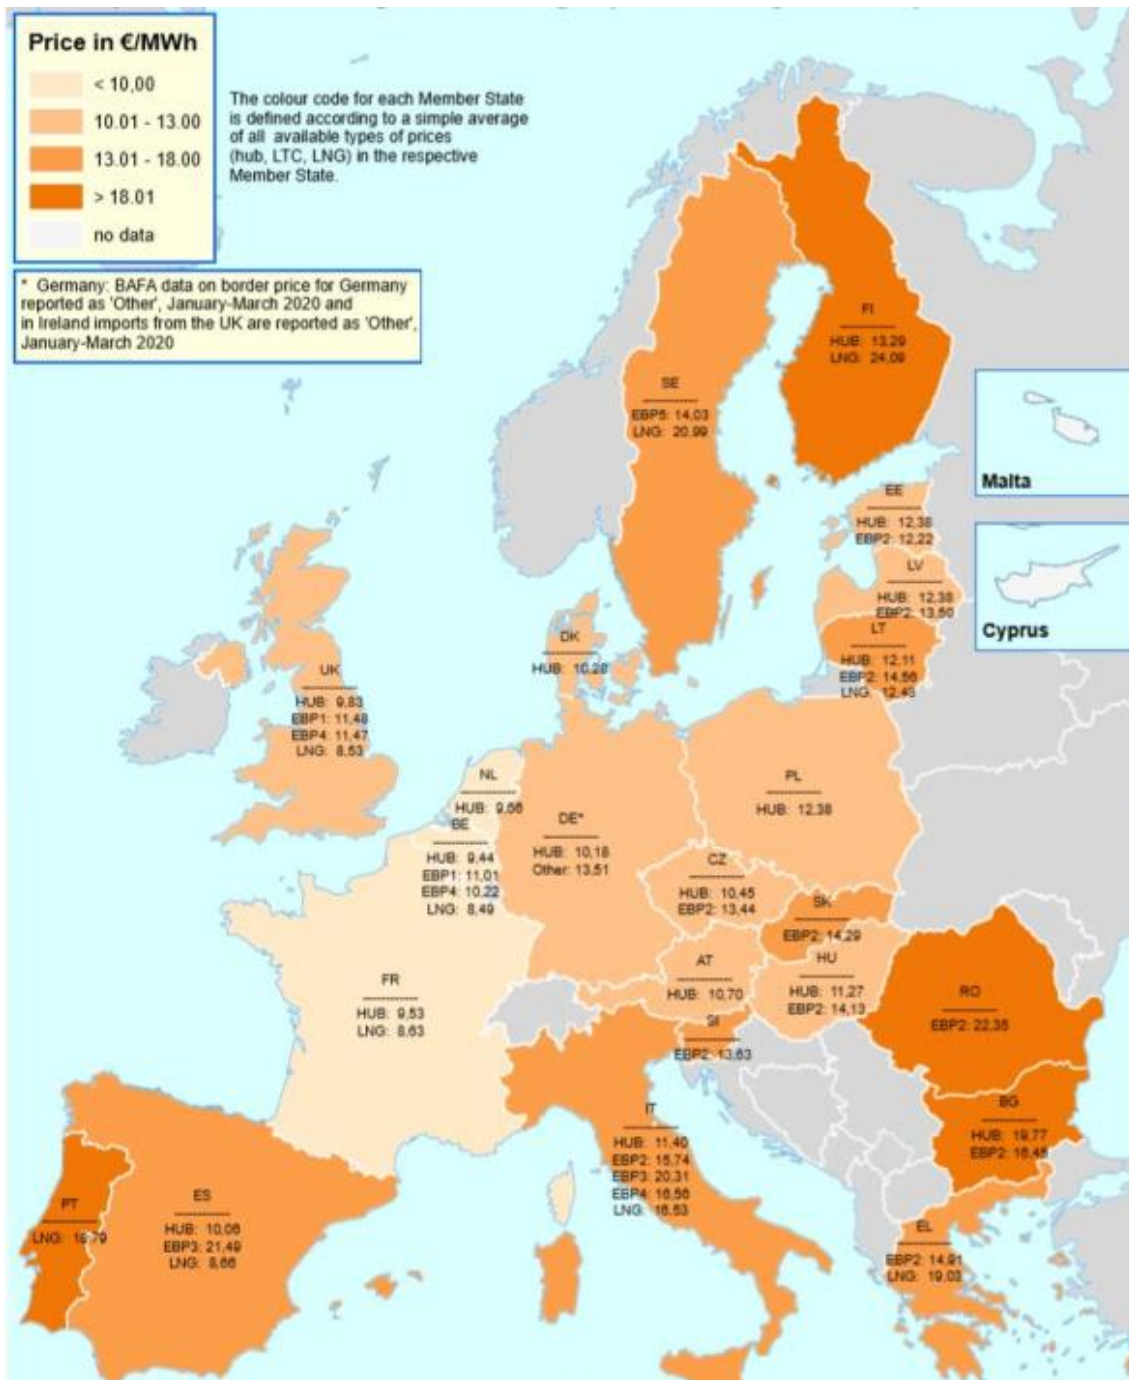 Price in €/MWh
< 10,00
10.01 - 13.00
13.01 - 18.00
> 18.01
no data
The colour code for each Member State
is defined according to a simple average
of all available types of prices
(hub, LTC, LNG) in the respective
Member State.
* Germany: BAFA data on border price for Germany
reported as 'Other', January-March 2020 and
in Ireland imports from the UK are reported as 'Other',
January-March 2020
FI
HUB: 13,29
LNG: 24,09
SE
EBP5: 14,03
LNG: 20,99
Malta
EE
HUB: 12,38
EBP2: 12,22
LV
HUB: 12,38
EBP2: 13,50
Cyprus
LT
HUB: 12,11
EBP2: 14,56
LNG: 12,43
DK
HUB: 10,28
UK
HUB: 9,83
EBP1: 11,48
EBP4: 11,47
LNG: 8,53
NL
HUB: 9,66
BE
HUB: 9,44
EBP1: 11,01
EBP4: 10,22
LNG: 8,49
DE*
HUB: 10,18
Other: 13,51
PL
HUB: 12,38
CZ
HUB: 10,45
EBP2: 13,44
SK
EBP2: 14,29
AT
HUB: 10,70
HU
HUB: 11,27
EBP2: 14,13
SI
EBP2: 13,63
FR
HUB: 9,53
LNG: 8,63
RO
EBP2: 22,35
BG
HUB: 19,77
EBP2: 16,45
IT
HUB: 11,40
EBP2: 15,74
EBP3: 20,31
EBP4: 16,56
LNG: 16,53
PT
LNG:
ES
HUB: 10,06
EBP3: 21,49
LNG: 8,66
EL
EBP2: 14,91
LNG: 19,03